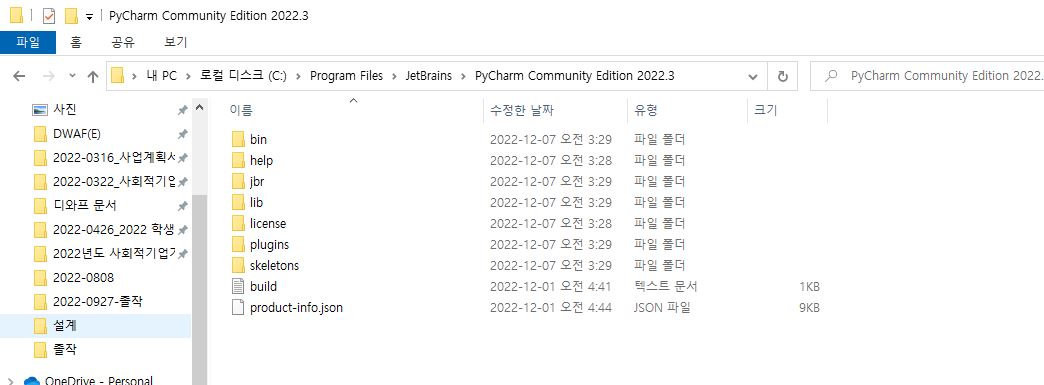 PyCharm Community Edition 2022.3
파일 홈 공유 보기
내 PC 로컬 디스크 (C:) Program Files JetBrains PyCharm Community Edition 2022.3 PyCharm Community Edition 2022.
이름 수정한 날짜 유형 크기
사진
DWAF(E)
2022-0316_사업계획서
2022-0322_사회적기업
디와프 문서
2022-0426_2022 학생
2022년도 사회적기업가
2022-0808
2022-0927-졸작
설계
졸작
OneDrive - Personal
bin 2022-12-07 오전 3:29 파일 폴더
help 2022-12-07 오전 3:28 파일 폴더
jbr 2022-12-07 오전 3:29 파일 폴더
lib 2022-12-07 오전 3:29 파일 폴더
license 2022-12-07 오전 3:28 파일 폴더
plugins 2022-12-07 오전 3:29 파일 폴더
skeletons 2022-12-07 오전 3:29 파일 폴더
build 2022-12-01 오전 4:41 텍스트 문서 1KB
product-info.json 2022-12-01 오전 4:44 JSON 파일 9KB